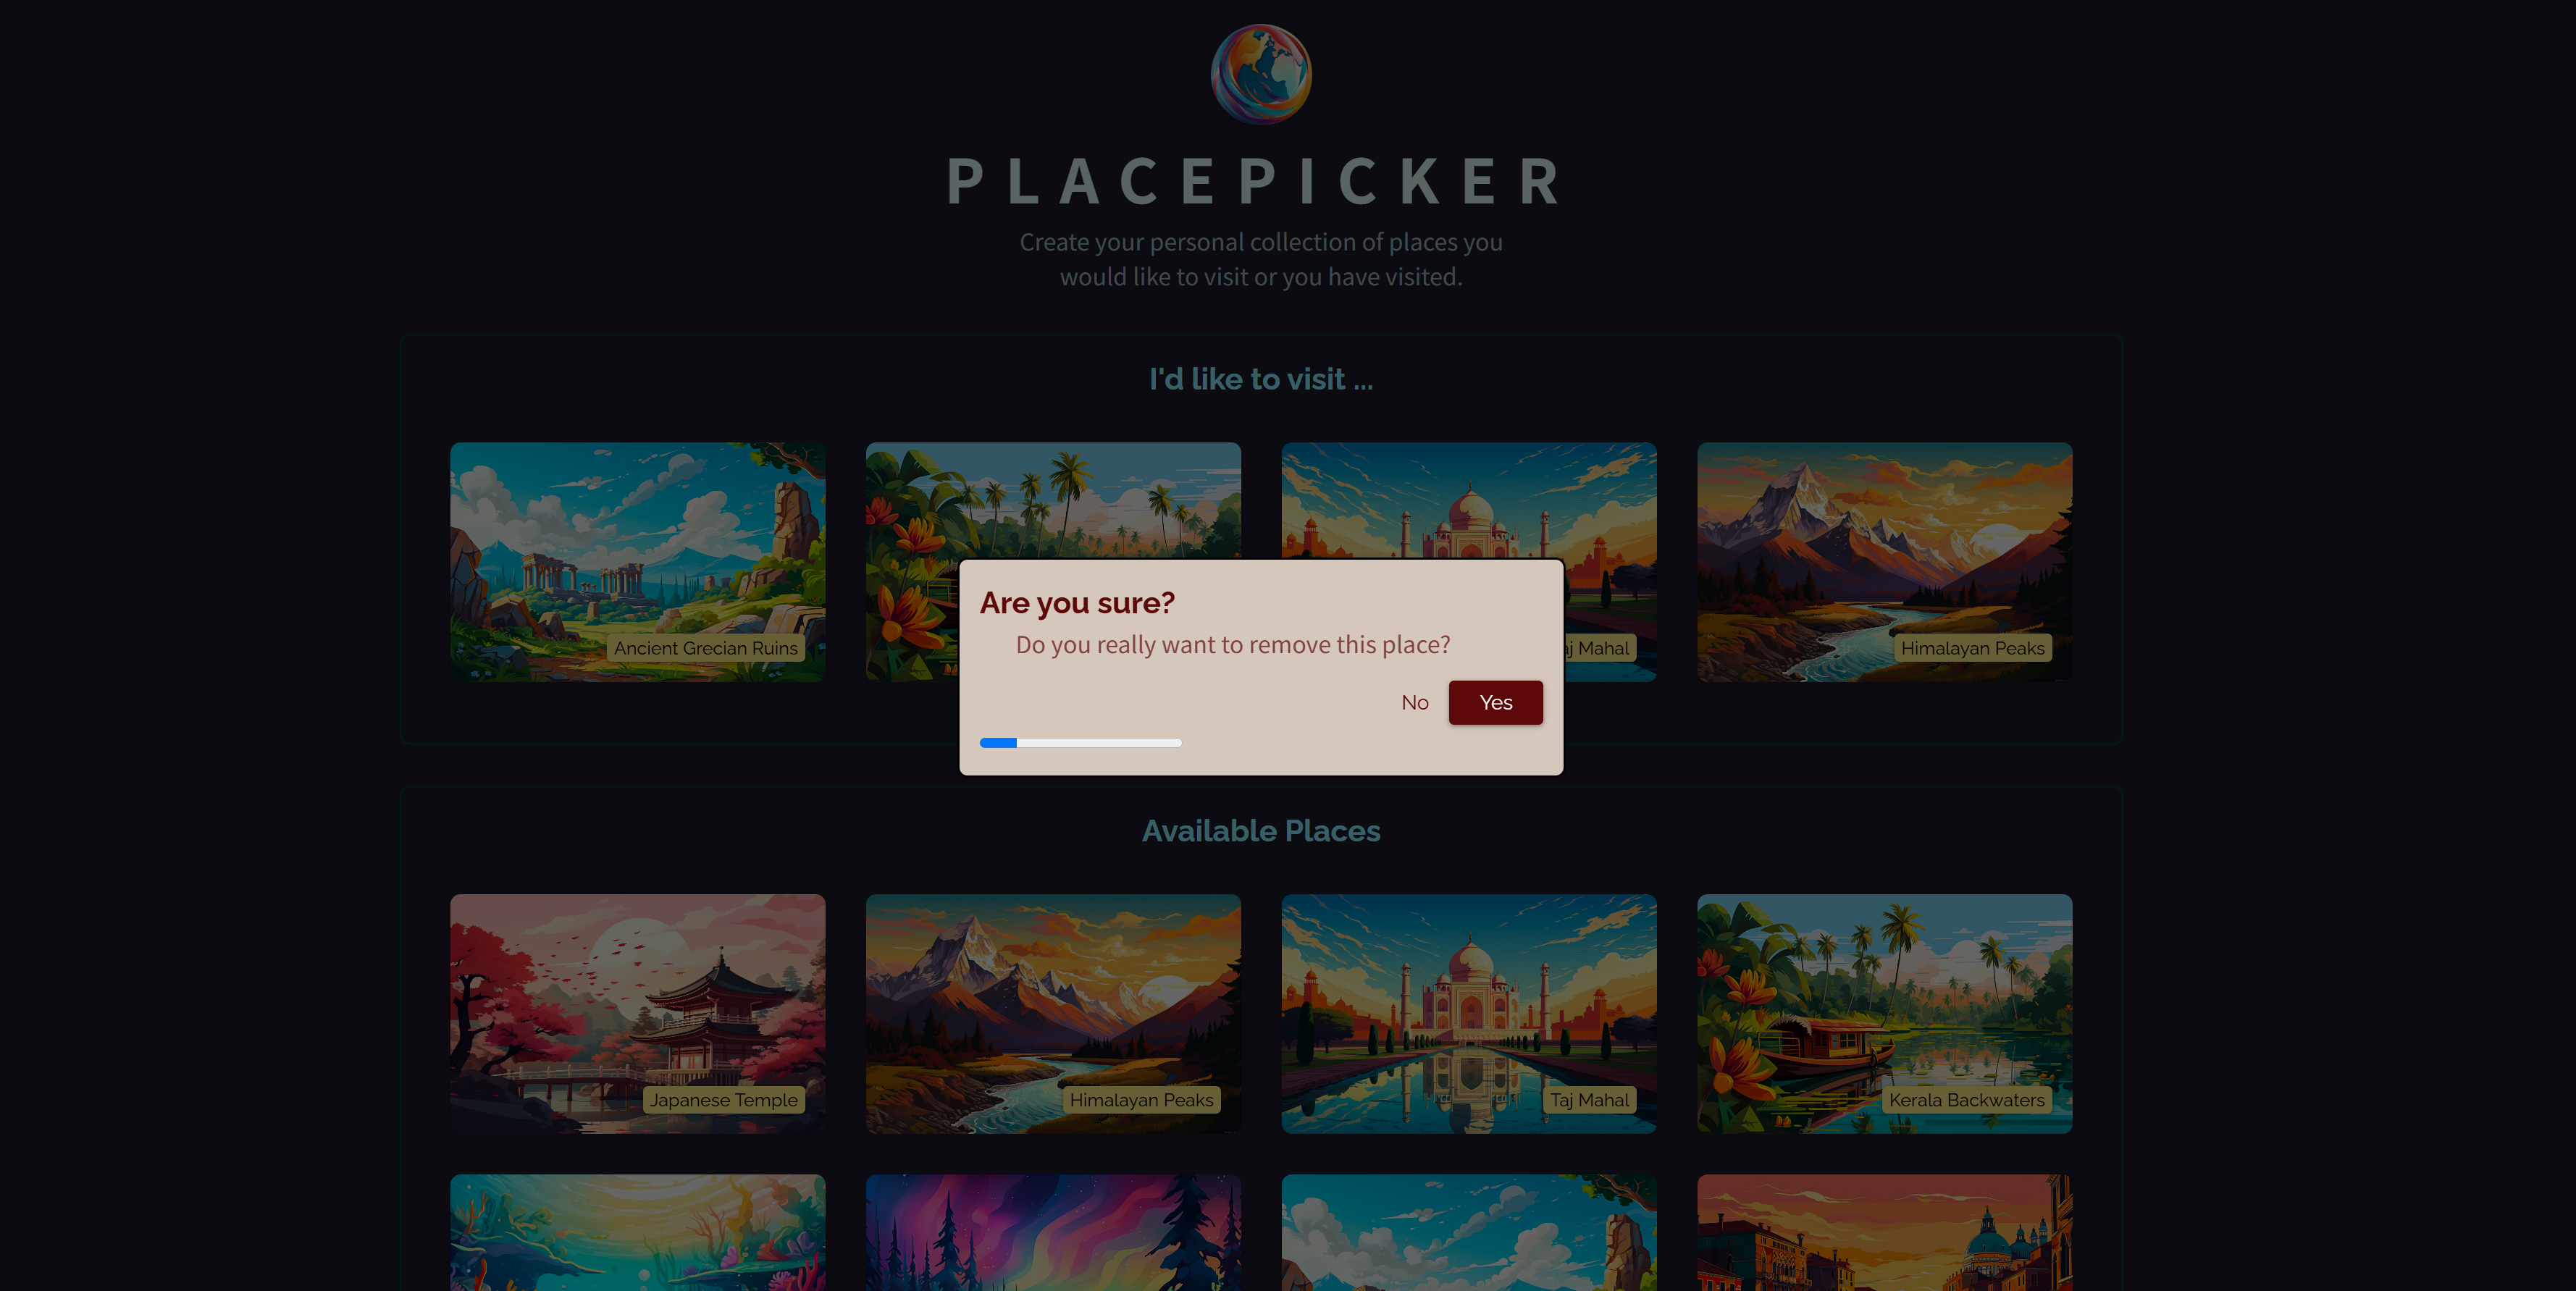 PLACEPICKER
Create your personal collection of places you
would like to visit or you have visited.
I'd like to visit ...
Ancient Grecian Ruins
Mahal
Himalayan Peaks
Are you sure?
Do you really want to remove this place?
No
Yes
Available Places
Japanese Temple
Himalayan Peaks
Taj Mahal
Kerala Backwaters